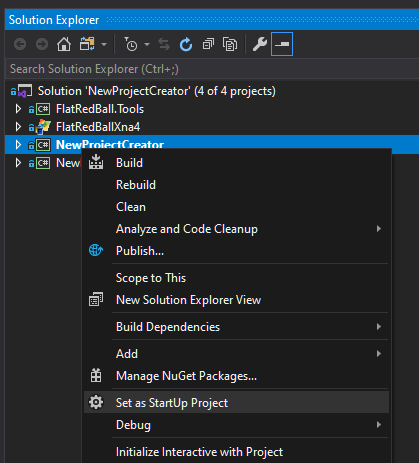 Solution Explorer
Search Solution Explorer (Ctrl+;)
Solution 'NewProjectCreator' (4 of 4 projects)
C# FlatRedBall.Tools
FlatRedBallXna4
C# NewProjectCreator
C# New
Build
Rebuild
Clean
Analyze and Code Cleanup
Publish...
Scope to This
New Solution Explorer View
Build Dependencies
Add
Manage NuGet Packages...
Set as StartUp Project
Debug
Initialize Interactive with Project